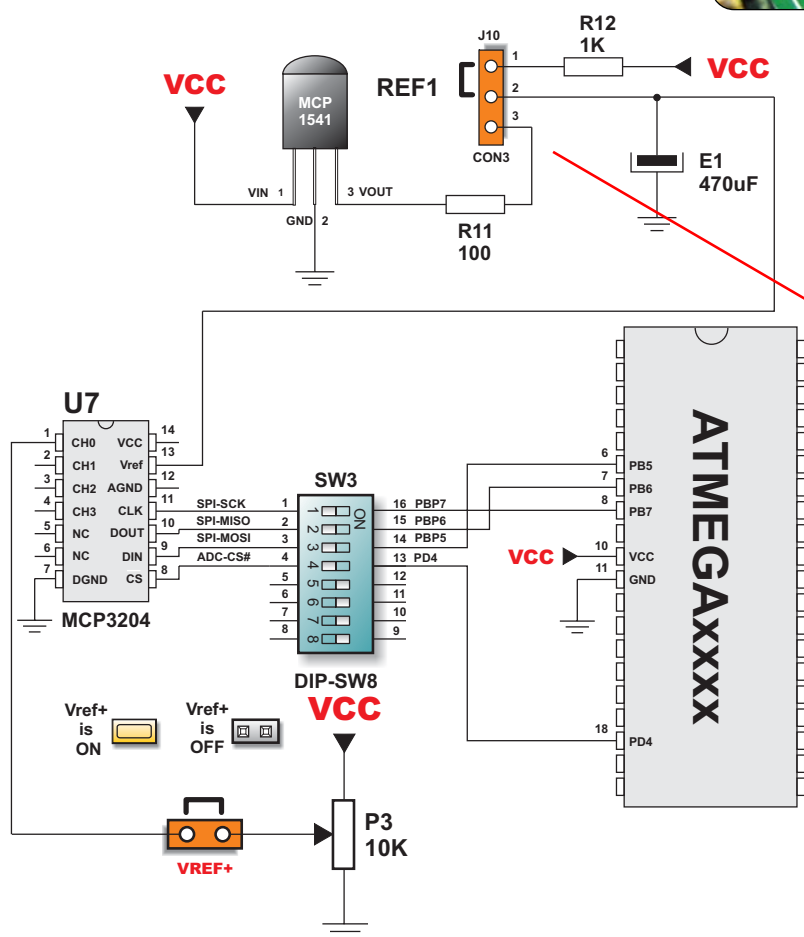 R12
1K
J10
VCC
REF1
1
2
3
CON3
VCC
MCP
1541
VIN 1
3 VOUT
GND 2
R11
100
E1
470uF
U7
1 CH0 VCC 14
2 CH1 Vref 13
3 CH2 AGND 12
4 CH3 CLK 11
5 NC DOUT 10
6 NC DIN 9
7 DGND CS 8
MCP3204
SPI-SCK
SPI-MISO
SPI-MOSI
ADC-CS#
SW3
1 1 ON 16 PBP7
2 2 15 PBP6
3 3 14 PBP5
4 4 13 PD4
5 5 12
6 6 11
7 7 10
8 8 9
DIP-SW8
ATMEGAxxxx
6 PB5
7 PB6
8 PB7
VCC 10 VCC
11 GND
18 PD4
Vref+
is
ON
Vref+
is
OFF
VCC
P3
10K
VREF+